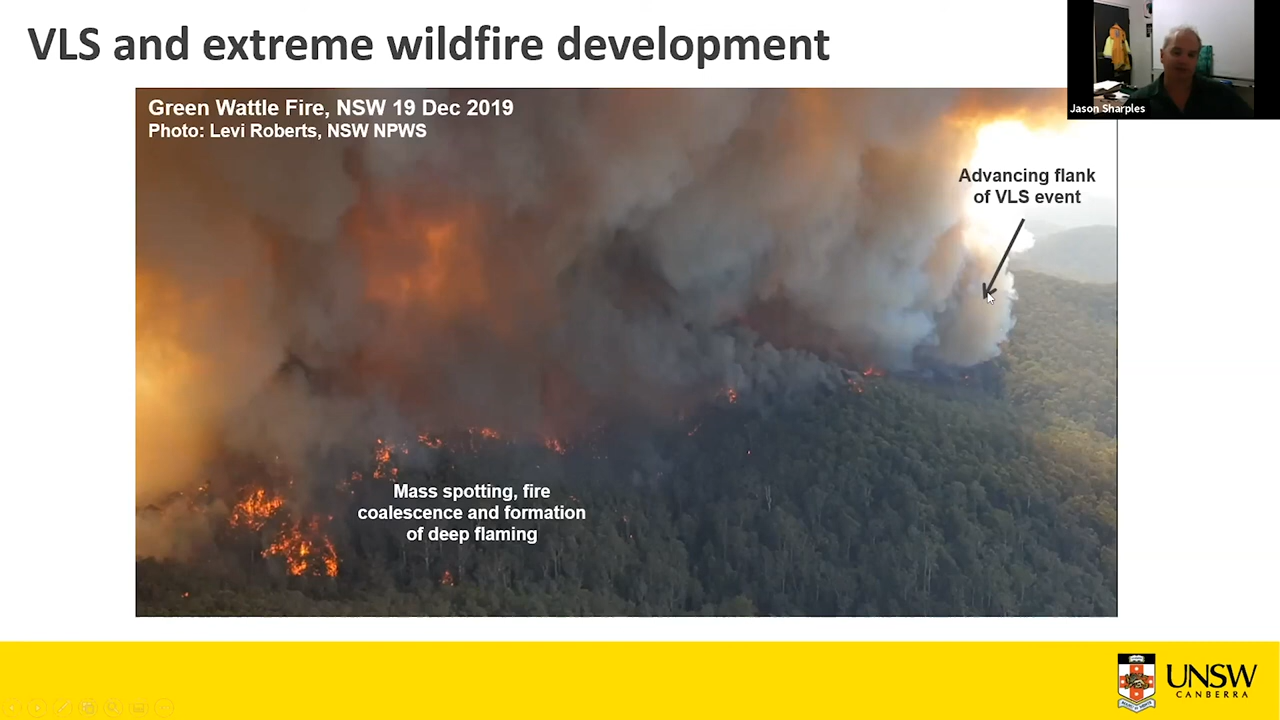 VLS and extreme wildfire development
Jason Sharples
Green Wattle Fire, NSW 19 Dec 2019
Photo: Levi Roberts, NSW NPWS
Advancing flank
of VLS event
Mass spotting, fire
coalescence and formation
of deep flaming
UNSW
CANBERRA